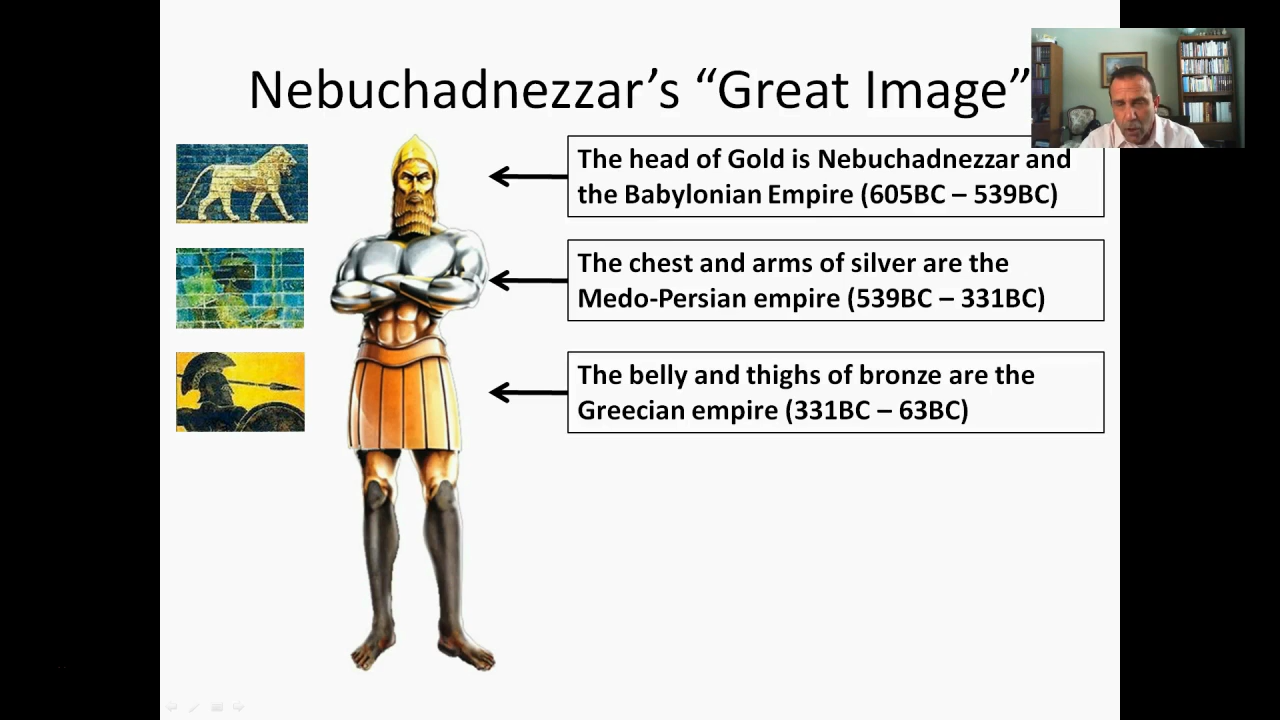 Nebuchadnezzar’s “Great Image”
The head of Gold is Nebuchadnezzar and
the Babylonian Empire (605BC – 539BC)
The chest and arms of silver are the
Medo-Persian empire (539BC – 331BC)
The belly and thighs of bronze are the
Greecian empire (331BC – 63BC)